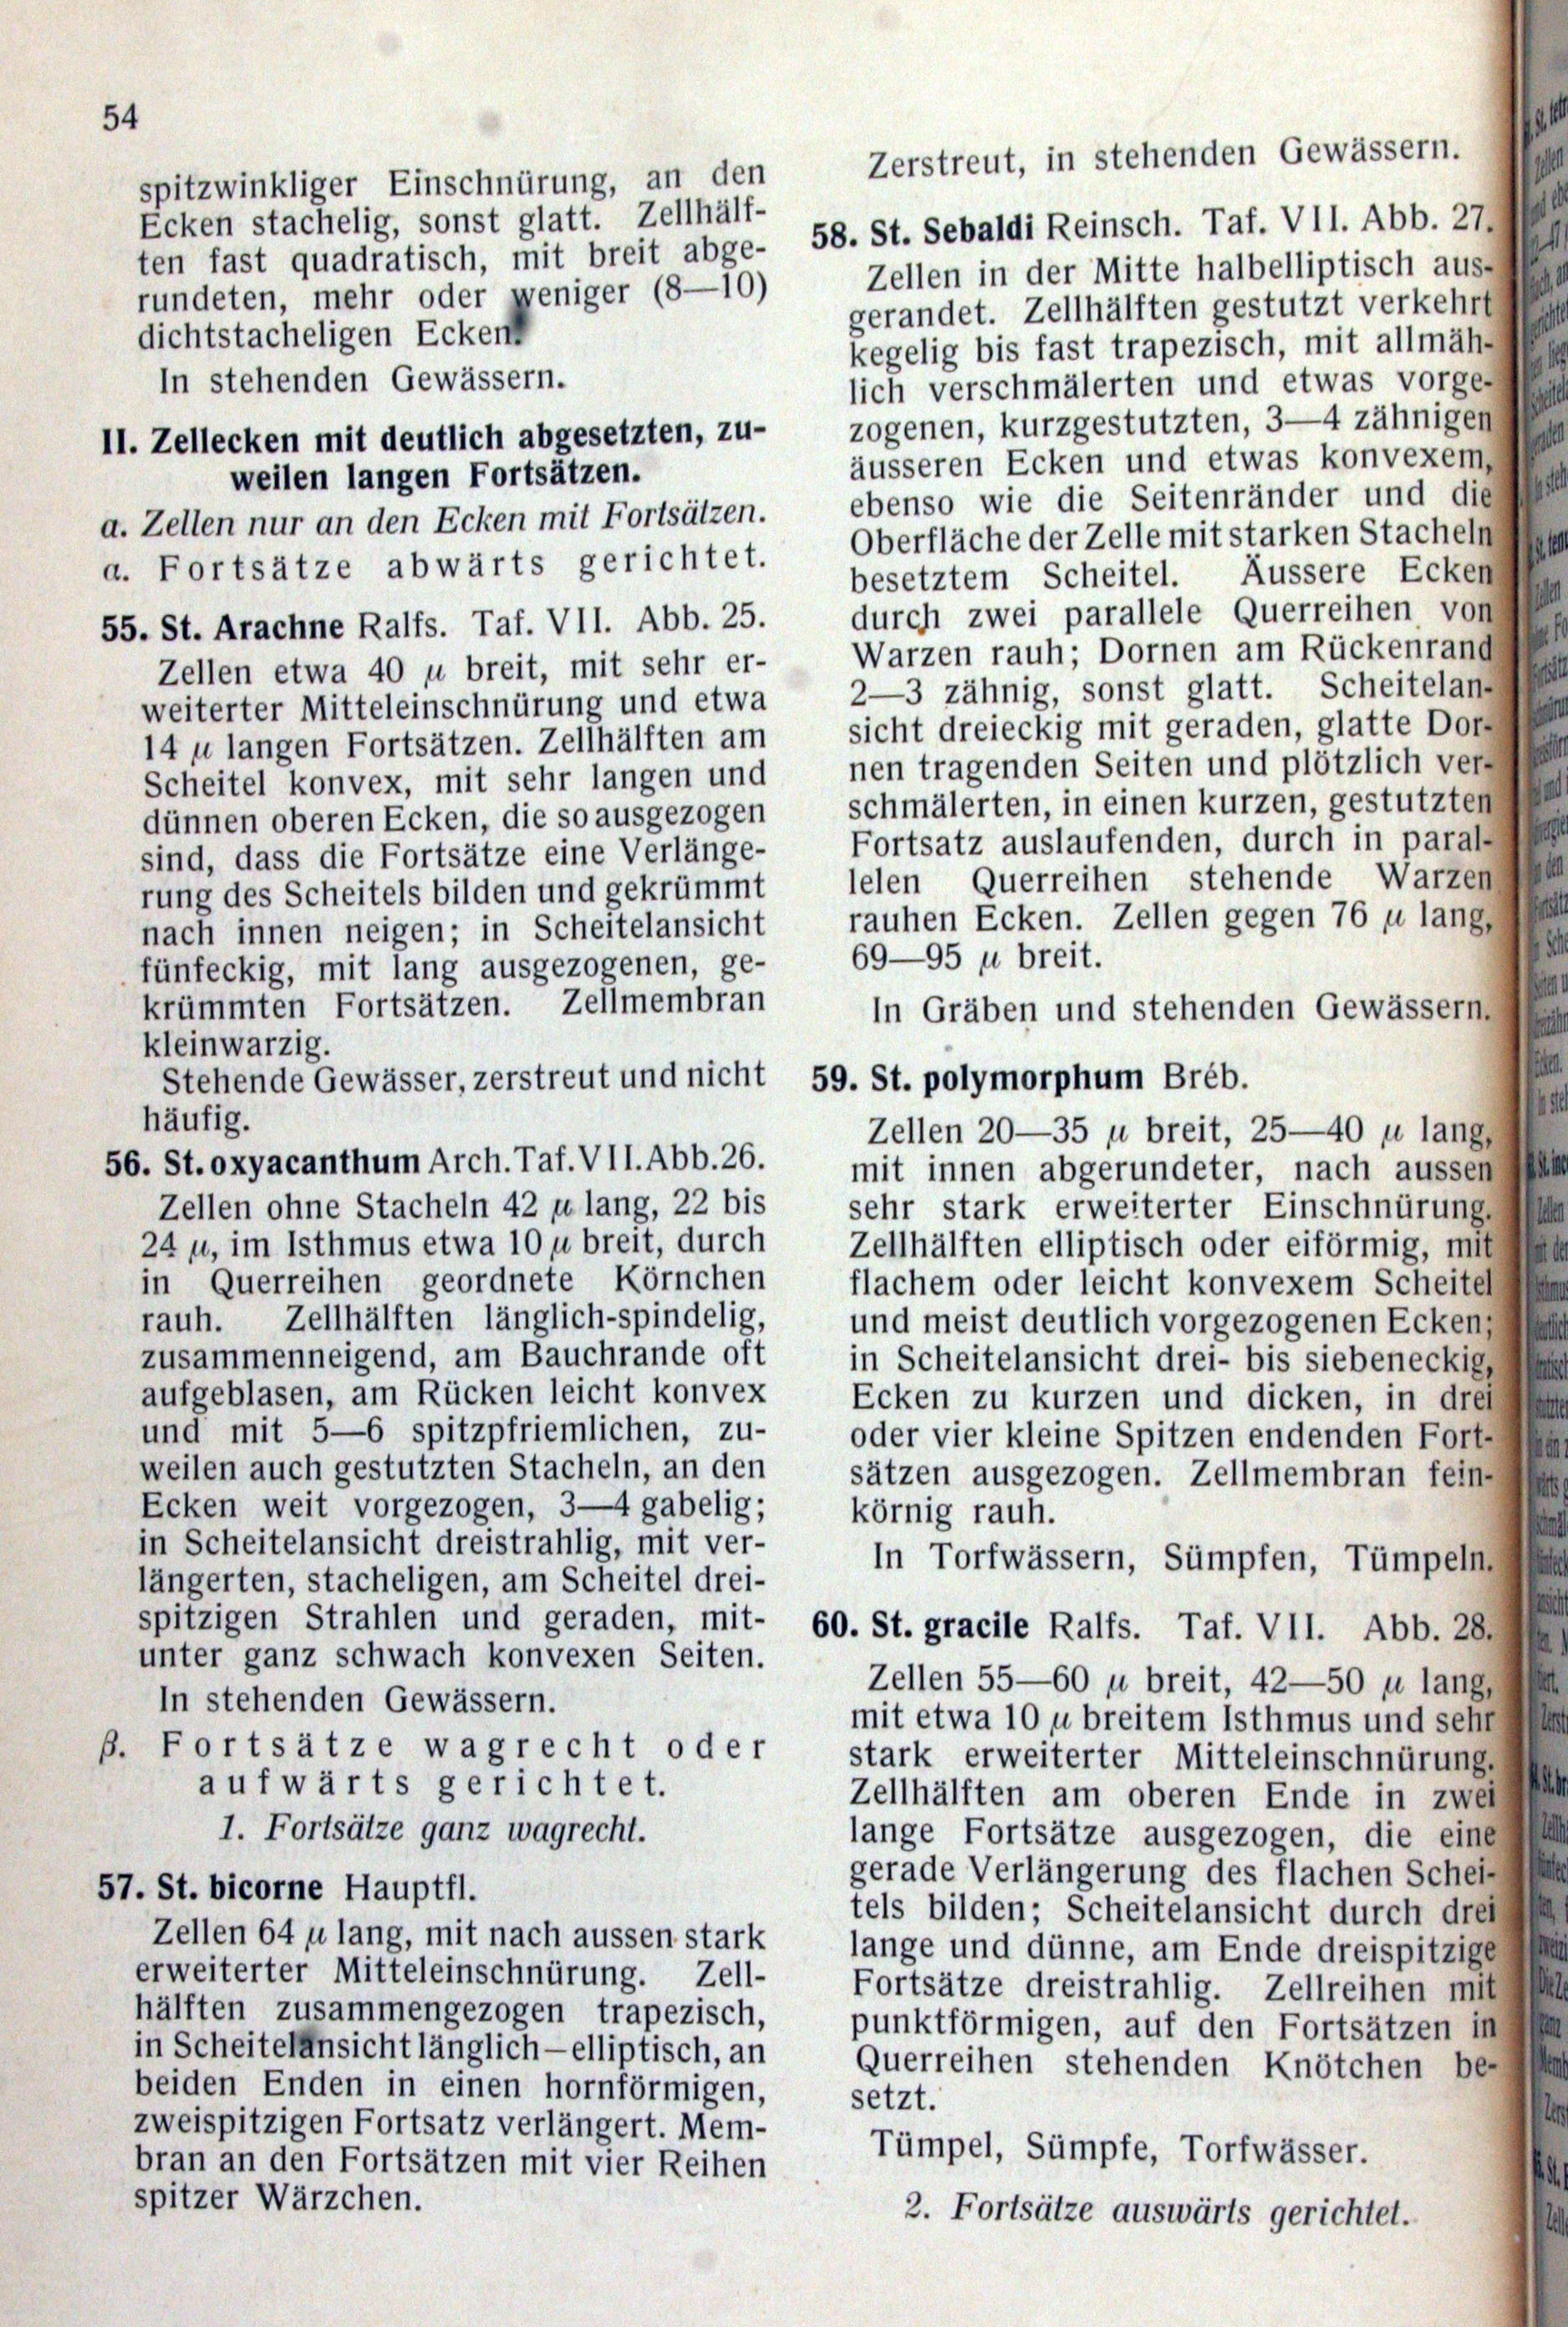 54
spitzwinkliger Einschnürung, an den
Ecken stachelig, sonst glatt. Zellhälf-
ten fast quadratisch, mit breit abge-
rundeten, mehr oder weniger (8—10)
dichtstacheligen Ecken.
In stehenden Gewässern.
II. Zellecken mit deutlich abgesetzten, zu-
weilen langen Fortsätzen.
a. Zellen nur an den Ecken mit Fortsätzen.
α. Fortsätze abwärts gerichtet.
55. St. Arachne Ralfs. Taf. VII. Abb. 25.
Zellen etwa 40 µ breit, mit sehr er-
weiterter Mitteleinschnürung und etwa
14 µ langen Fortsätzen. Zellhälften am
Scheitel konvex, mit sehr langen und
dünnen oberen Ecken, die so ausgezogen
sind, dass die Fortsätze eine Verlänge-
rung des Scheitels bilden und gekrümmt
nach innen neigen; in Scheitelansicht
fünfeckig, mit lang ausgezogenen, ge-
krümmten Fortsätzen. Zellmembran
kleinwarzig.
Stehende Gewässer, zerstreut und nicht
häufig.
56. St. oxyacanthum Arch. Taf. VII. Abb. 26.
Zellen ohne Stacheln 42 µ lang, 22 bis
24 µ, im Isthmus etwa 10 µ breit, durch
in Querreihen geordnete Körnchen
rauh. Zellhälften länglich-spindelig,
zusammenneigend, am Bauchrande oft
aufgeblasen, am Rücken leicht konvex
und mit 5—6 spitzpfriemlichen, zu-
weilen auch gestutzten Stacheln, an den
Ecken weit vorgezogen, 3—4 gabelig;
in Scheitelansicht dreistrahlig, mit ver-
längerten, stacheligen, am Scheitel drei-
spitzigen Strahlen und geraden, mit-
unter ganz schwach konvexen Seiten.
In stehenden Gewässern.
β. Fortsätze wagrecht oder
aufwärts gerichtet.
1. Fortsätze ganz wagrecht.
57. St. bicorne Hauptfl.
Zellen 64 µ lang, mit nach aussen stark
erweiterter Mitteleinschnürung. Zell-
hälften zusammengezogen trapezisch,
in Scheitelansicht länglich—elliptisch, an
beiden Enden in einen hornförmigen,
zweispitzigen Fortsatz verlängert. Mem-
bran an den Fortsätzen mit vier Reihen
spitzer Wärzchen.
Zerstreut, in stehenden Gewässern.
58. St. Sebaldi Reinsch. Taf. VII. Abb. 27.
Zellen in der Mitte halbelliptisch aus-
gerandet. Zellhälften gestutzt verkehrt
kegelig bis fast trapezisch, mit allmäh-
lich verschmälerten und etwas vorge-
zogenen, kurzgestutzten, 3—4 zähnigen
äusseren Ecken und etwas konvexem,
ebenso wie die Seitenränder und die
Oberfläche der Zelle mit starken Stacheln
besetztem Scheitel. Äussere Ecken
durch zwei parallele Querreihen von
Warzen rauh; Dornen am Rückenrand
2—3 zähnig, sonst glatt. Scheitelan-
sicht dreieckig mit geraden, glatte Dor-
nen tragenden Seiten und plötzlich ver-
schmälerten, in einen kurzen, gestutzten
Fortsatz auslaufenden, durch in paral-
lelen Querreihen stehende Warzen
rauhen Ecken. Zellen gegen 76 µ lang,
69—95 µ breit.
In Gräben und stehenden Gewässern.
59. St. polymorphum Bréb.
Zellen 20—35 µ breit, 25—40 µ lang,
mit innen abgerundeter, nach aussen
sehr stark erweiterter Einschnürung.
Zellhälften elliptisch oder eiförmig, mit
flachem oder leicht konvexem Scheitel
und meist deutlich vorgezogenen Ecken;
in Scheitelansicht drei- bis siebeneckig,
Ecken zu kurzen und dicken, in drei
oder vier kleine Spitzen endenden Fort-
sätzen ausgezogen. Zellmembran fein-
körnig rauh.
In Torfwässern, Sümpfen, Tümpeln.
60. St. gracile Ralfs. Taf. VII. Abb. 28.
Zellen 55—60 µ breit, 42—50 µ lang,
mit etwa 10 µ breitem Isthmus und sehr
stark erweiterter Mitteleinschnürung.
Zellhälften am oberen Ende in zwei
lange Fortsätze ausgezogen, die eine
gerade Verlängerung des flachen Schei-
tels bilden; Scheitelansicht durch drei
lange und dünne, am Ende dreispitzige
Fortsätze dreistrahlig. Zellreihen mit
punktförmigen, auf den Fortsätzen in
Querreihen stehenden Knötchen be-
setzt.
Tümpel, Sümpfe, Torfwässer.
2. Fortsätze auswärts gerichtet.